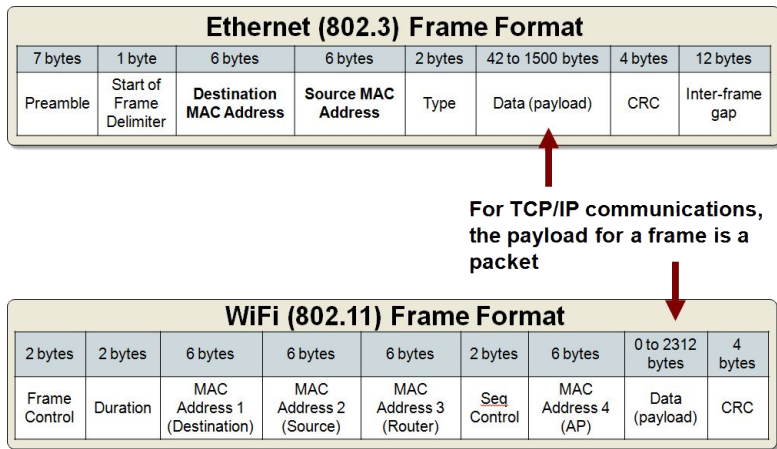 Ethernet (802.3) Frame Format
7 bytes 1 byte 6 bytes 6 bytes 2 bytes 42 to 1500 bytes 4 bytes 12 bytes
Preamble
Start of
Frame
Delimiter
Destination
MAC Address
Source MAC
Address
Type
Data (payload)
CRC
Inter-frame
gap
For TCP/IP communications,
the payload for a frame is a
packet
WiFi (802.11) Frame Format
2 bytes 2 bytes 6 bytes 6 bytes 6 bytes 2 bytes 6 bytes
0 to 2312
bytes
4
bytes
Frame
Control
Duration
MAC
Address 1
(Destination)
MAC
Address 2
(Source)
MAC
Address 3
(Router)
Seq
Control
MAC
Address 4
(AP)
Data
(payload)
CRC